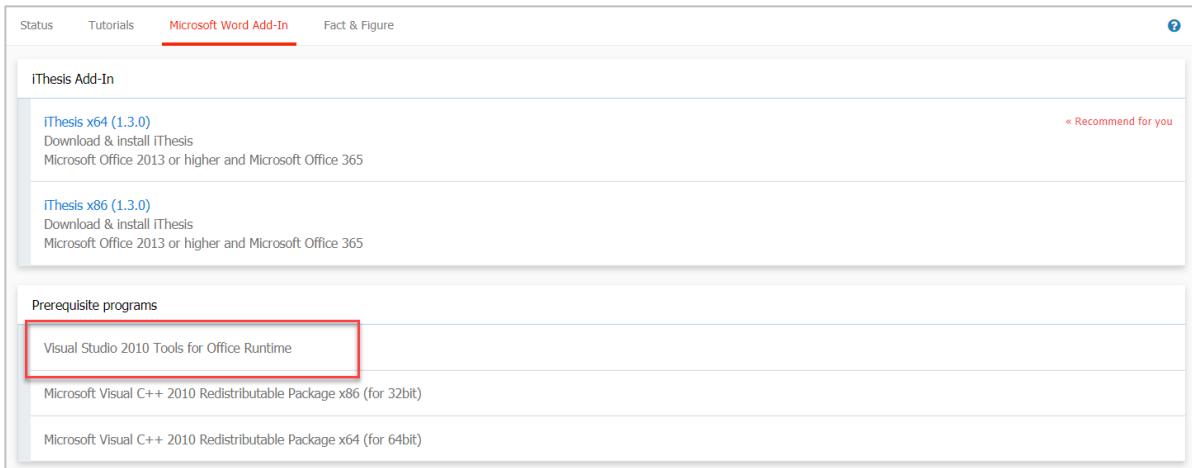 Status Tutorials Microsoft Word Add-In Fact & Figure ?
iThesis Add-In
iThesis x64 (1.3.0) « Recommend for you
Download & install iThesis
Microsoft Office 2013 or higher and Microsoft Office 365
iThesis x86 (1.3.0)
Download & install iThesis
Microsoft Office 2013 or higher and Microsoft Office 365
Prerequisite programs
Visual Studio 2010 Tools for Office Runtime
Microsoft Visual C++ 2010 Redistributable Package x86 (for 32bit)
Microsoft Visual C++ 2010 Redistributable Package x64 (for 64bit)